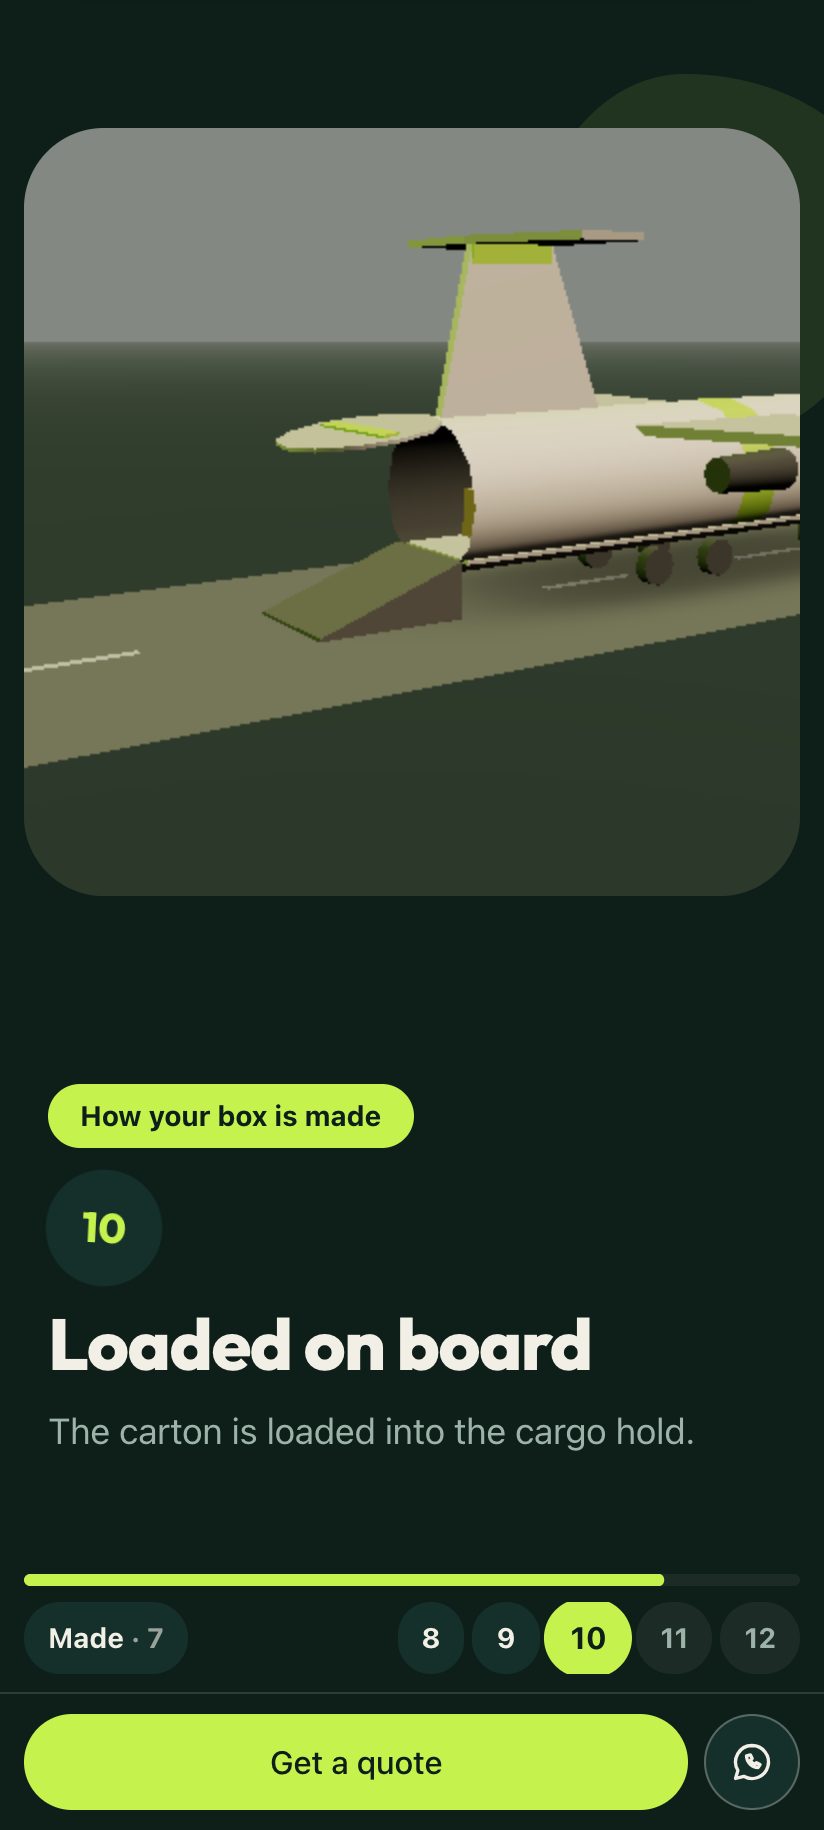 How your box is made
10
Loaded on board
The carton is loaded into the cargo hold.
Made · 7
8
9
10
11
12
Get a quote